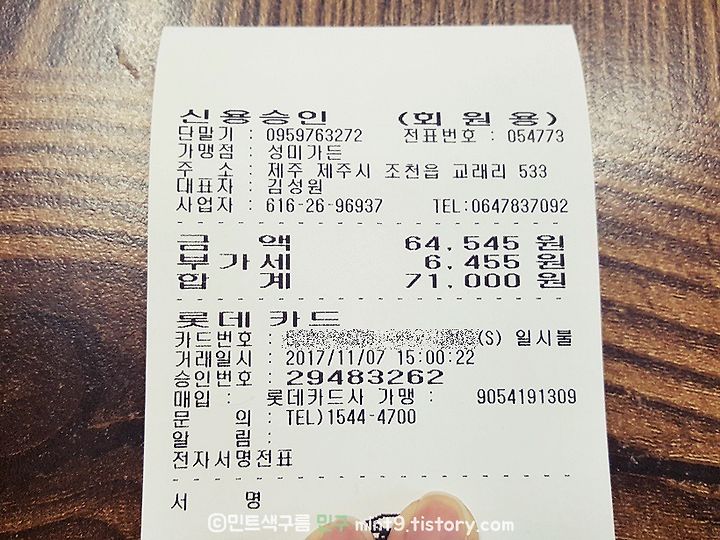 신용승인 (회원용)
단말기 : 0959763272 전표번호 : 054773
가맹점 : 성미가든
주 소 : 제주 제주시 조천읍 교래리 533
대표자 : 김성원
사업자 : 616-26-96937 TEL:0647837092
금 액 64,545 원
부가세 6,455 원
합 계 71,000 원
롯데카드
카드번호 : (S) 일시불
거래일시 : 2017/11/07 15:00:22
승인번호 : 29483262
매입 : 롯데카드사 가맹 : 9054191309
문 의 : TEL)1544-4700
알 림 :
전자서명전표
서 명
©민트색구름 민주 mint9.tistory.com